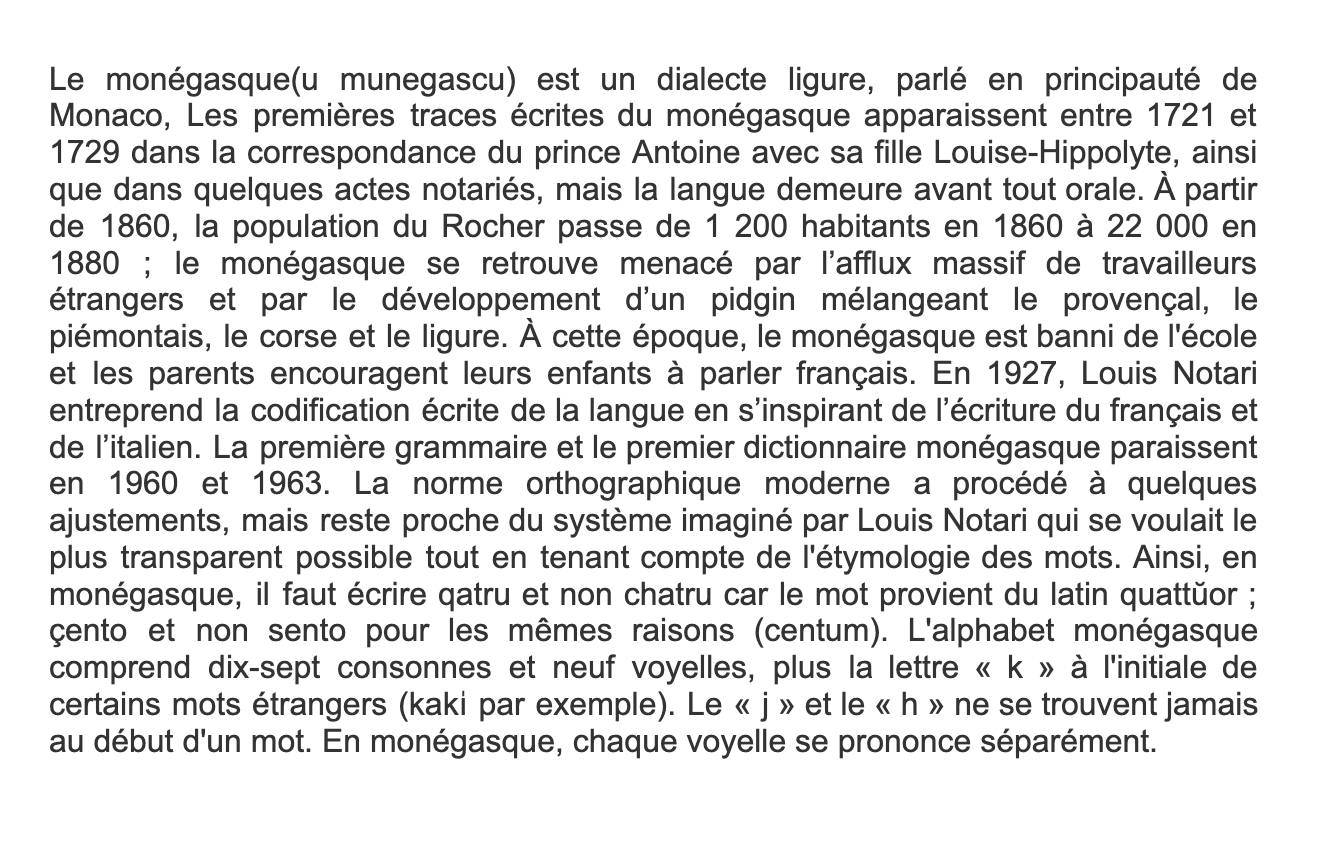 Le monégasque(u munegascu) est un dialecte ligure, parlé en principauté de
Monaco, Les premières traces écrites du monégasque apparaissent entre 1721 et
1729 dans la correspondance du prince Antoine avec sa fille Louise-Hippolyte, ainsi
que dans quelques actes notariés, mais la langue demeure avant tout orale. À partir
de 1860, la population du Rocher passe de 1 200 habitants en 1860 à 22 000 en
1880 ; le monégasque se retrouve menacé par l’afflux massif de travailleurs
étrangers et par le développement d’un pidgin mélangeant le provençal, le
piémontais, le corse et le ligure. À cette époque, le monégasque est banni de l'école
et les parents encouragent leurs enfants à parler français. En 1927, Louis Notari
entreprend la codification écrite de la langue en s’inspirant de l’écriture du français et
de l’italien. La première grammaire et le premier dictionnaire monégasque paraissent
en 1960 et 1963. La norme orthographique moderne a procédé à quelques
ajustements, mais reste proche du système imaginé par Louis Notari qui se voulait le
plus transparent possible tout en tenant compte de l'étymologie des mots. Ainsi, en
monégasque, il faut écrire qatru et non chatru car le mot provient du latin quattŭor ;
çento et non sento pour les mêmes raisons (centum). L'alphabet monégasque
comprend dix-sept consonnes et neuf voyelles, plus la lettre « k » à l'initiale de
certains mots étrangers (kaki par exemple). Le « j » et le « h » ne se trouvent jamais
au début d'un mot. En monégasque, chaque voyelle se prononce séparément.